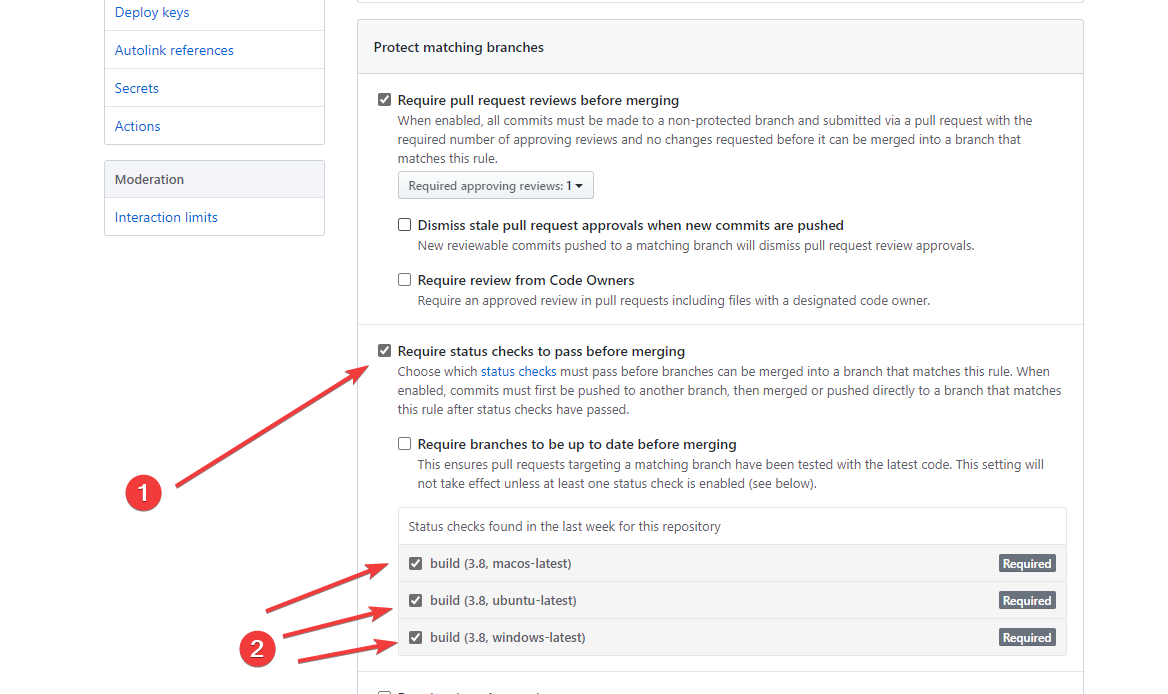 Deploy keys
Autolink references
Secrets
Actions
Moderation
Interaction limits
Protect matching branches
Require pull request reviews before merging
When enabled, all commits must be made to a non-protected branch and submitted via a pull request with the
required number of approving reviews and no changes requested before it can be merged into a branch that
matches this rule.
Required approving reviews: 1
Dismiss stale pull request approvals when new commits are pushed
New reviewable commits pushed to a matching branch will dismiss pull request review approvals.
Require review from Code Owners
Require an approved review in pull requests including files with a designated code owner.
Require status checks to pass before merging
Choose which status checks must pass before branches can be merged into a branch that matches this rule. When
enabled, commits must first be pushed to another branch, then merged or pushed directly to a branch that matches
this rule after status checks have passed.
Require branches to be up to date before merging
This ensures pull requests targeting a matching branch have been tested with the latest code. This setting will
not take effect unless at least one status check is enabled (see below).
1
Status checks found in the last week for this repository
build (3.8, macos-latest) Required
build (3.8, ubuntu-latest) Required
build (3.8, windows-latest) Required
2